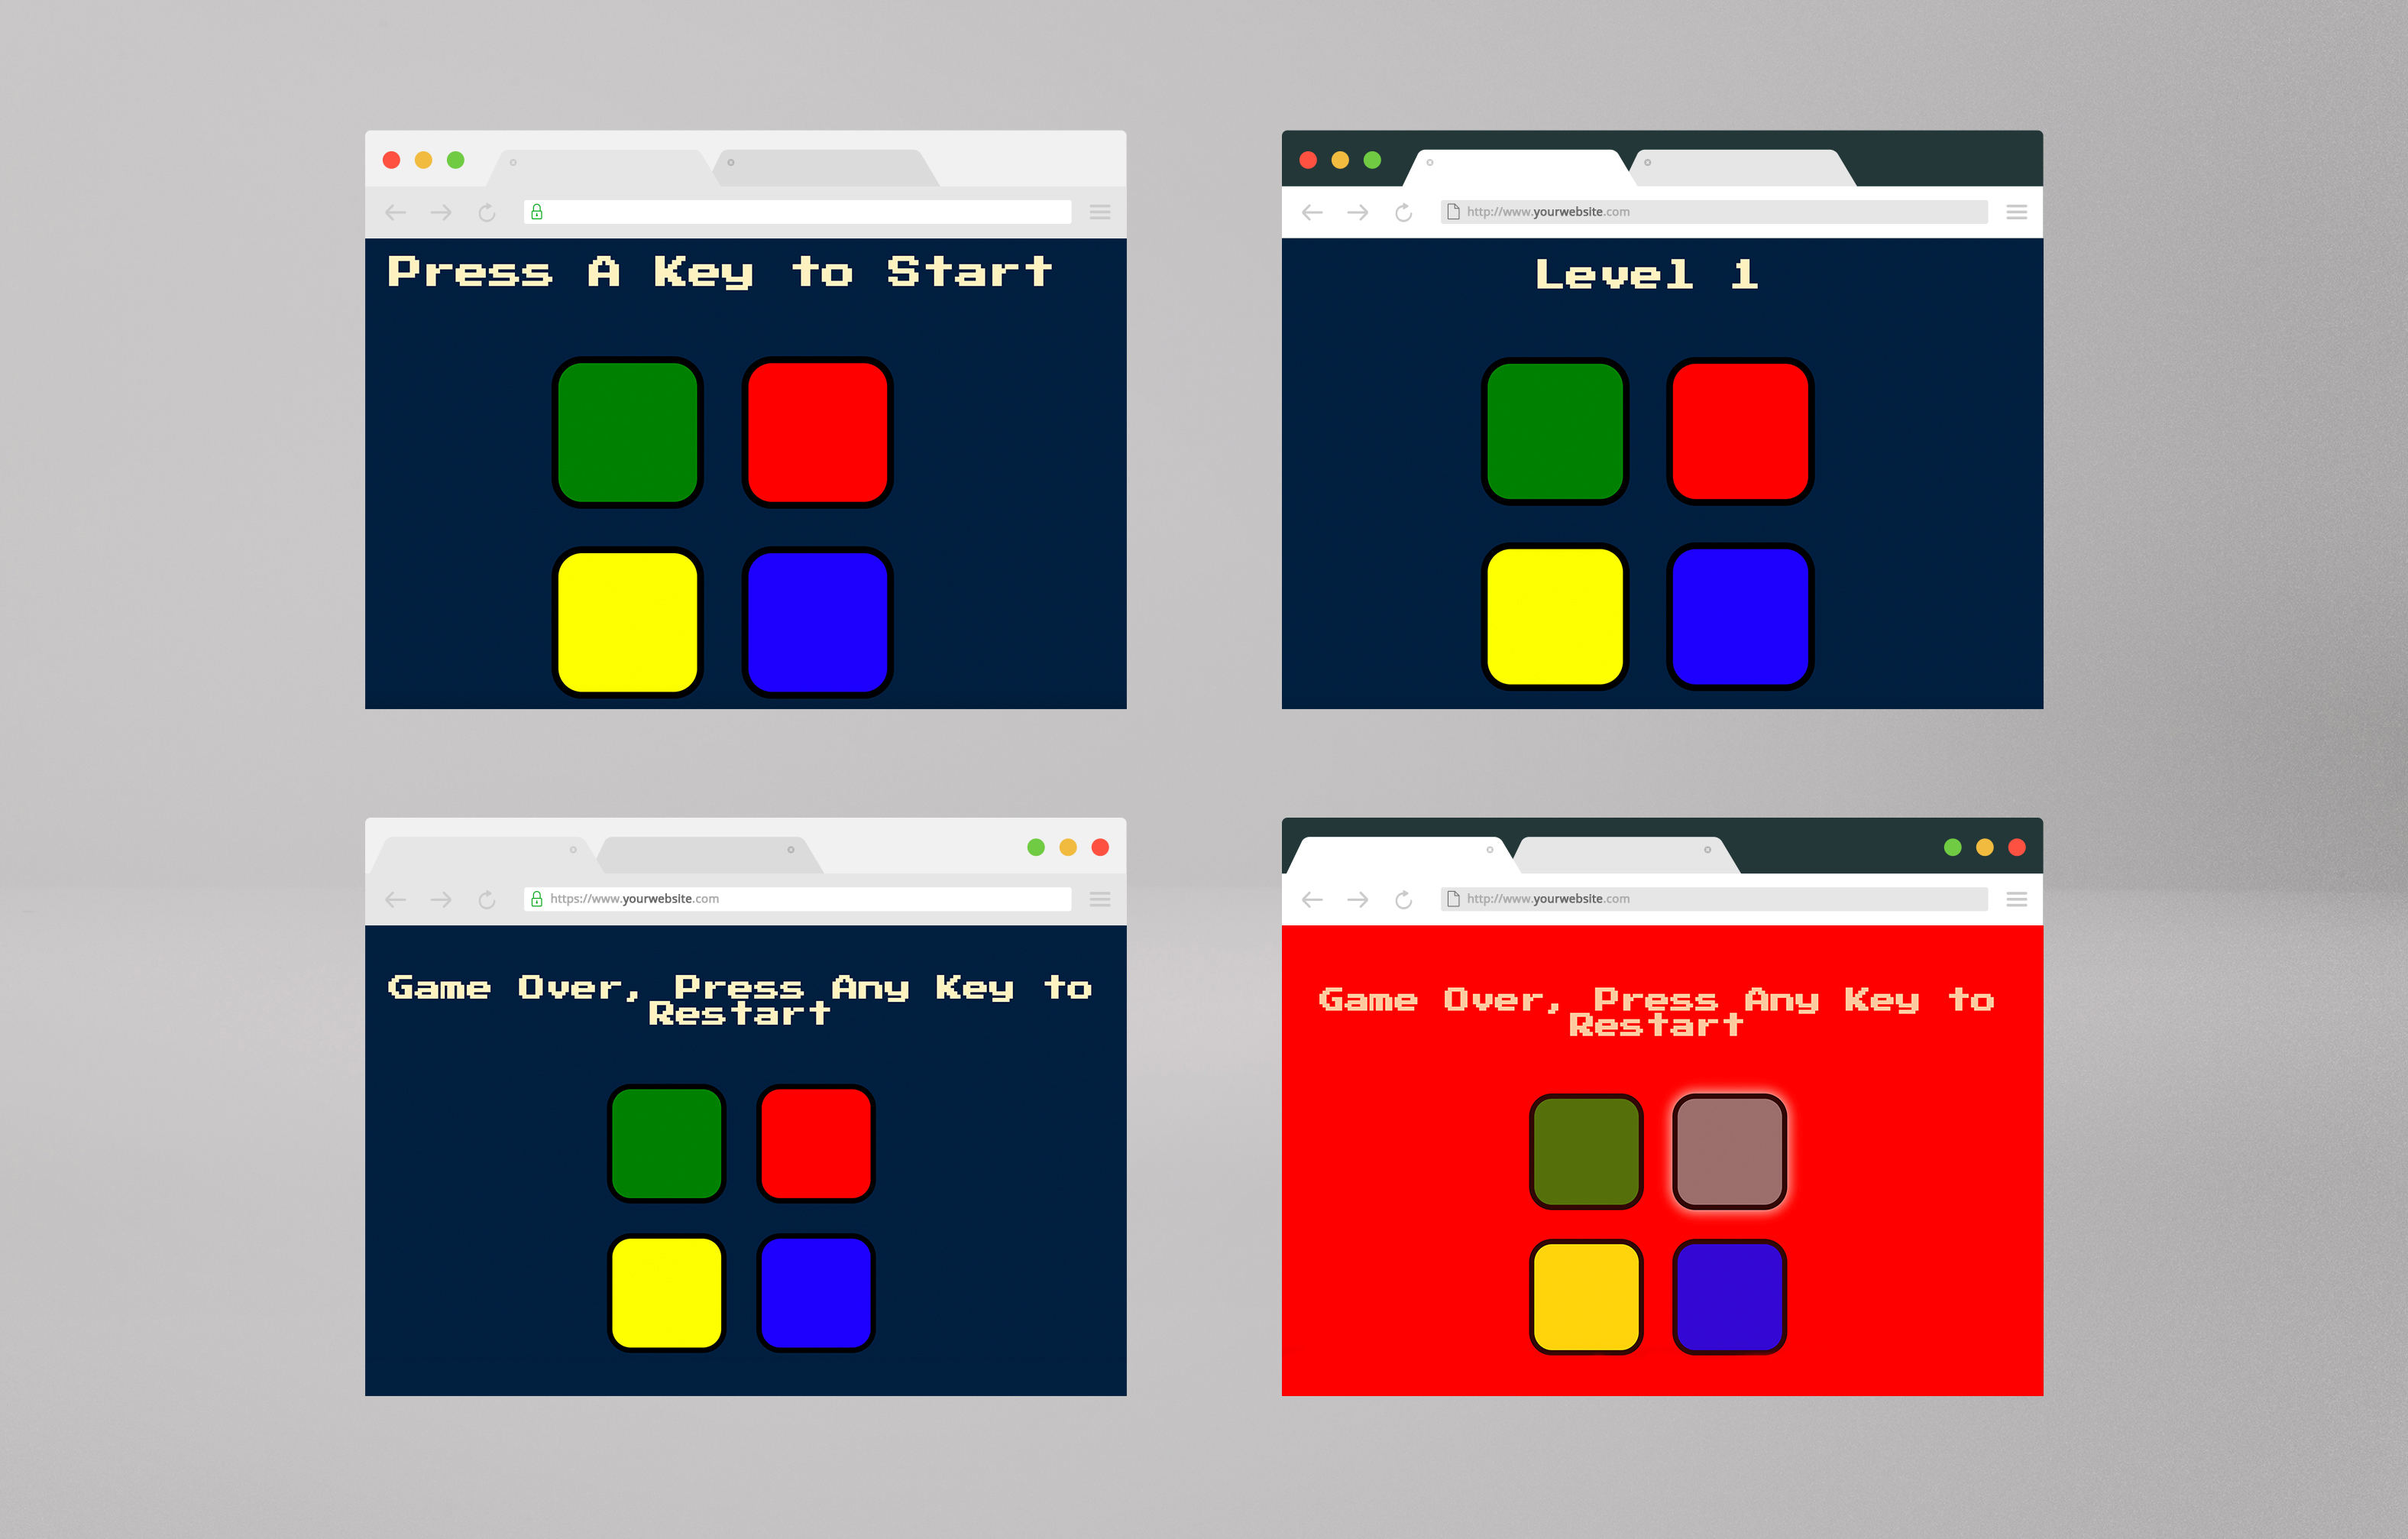 Press A Key to Start
http://www.yourwebsite.com
Level 1
https://www.yourwebsite.com
Game Over, Press Any Key to
Restart
http://www.yourwebsite.com
Game Over, Press Any Key to
Restart